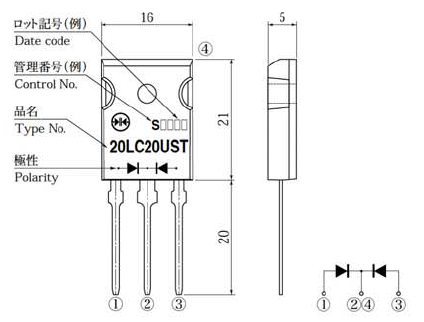 ロット記号(例)
Date code
管理番号(例)
Control No.
品名
Type No.
極性
Polarity
16
④
5
S□□□□
20LC20UST
21
20
① ② ③
① ②④ ③